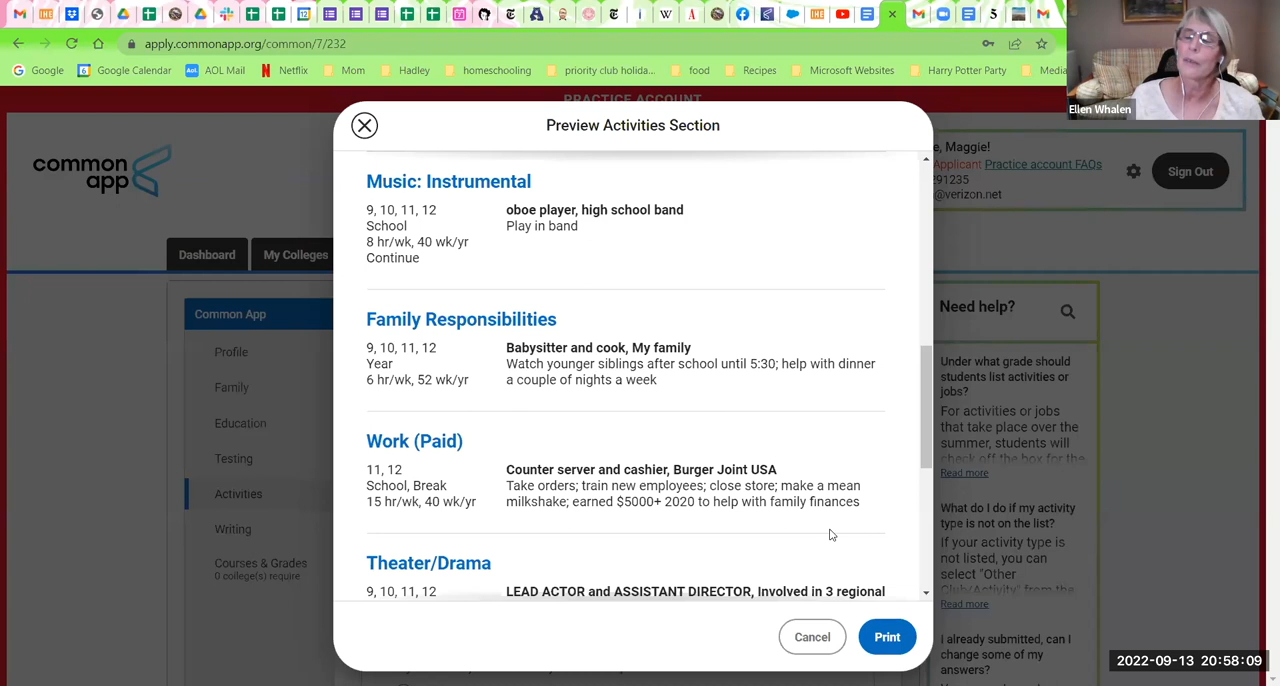 apply.commonapp.org/common/7/232
Google
Google Calendar
AOL Mail
Netflix
Mom
Hadley
homeschooling
priority club holida...
food
Recipes
Microsoft Websites
Harry Potter Party
Media
Ellen Whalen
PRACTICE ACCOUNT
Preview Activities Section
common
app
e, Maggie!
Applicant Practice account FAQs
291235
@verizon.net
Sign Out
Dashboard
My Colleges
Common App
Profile
Family
Education
Testing
Activities
Writing
Courses & Grades
0 college(s) require
Music: Instrumental
9, 10, 11, 12
School
8 hr/wk, 40 wk/yr
Continue
oboe player, high school band
Play in band
Family Responsibilities
9, 10, 11, 12
Year
6 hr/wk, 52 wk/yr
Babysitter and cook, My family
Watch younger siblings after school until 5:30; help with dinner
a couple of nights a week
Work (Paid)
11, 12
School, Break
15 hr/wk, 40 wk/yr
Counter server and cashier, Burger Joint USA
Take orders; train new employees; close store; make a mean
milkshake; earned $5000+ 2020 to help with family finances
Theater/Drama
9, 10, 11, 12
LEAD ACTOR and ASSISTANT DIRECTOR, Involved in 3 regional
Cancel
Print
Need help?
Under what grade should
students list activities or
jobs?
For activities or jobs
that take place over the
summer, students will
check off the box for the
Read more
What do I do if my activity
type is not on the list?
If your activity type is
not listed, you can
select "Other
Club/Activity" from the
Read more
I already submitted, can I
change some of my
answers?
2022-09-13 20:58:09